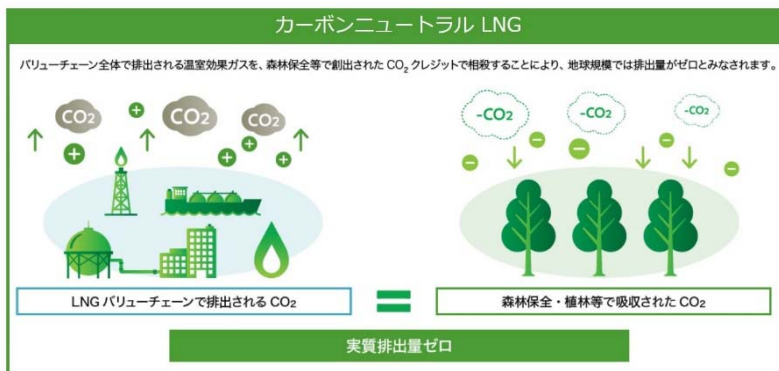 カーボンニュートラル LNG
バリューチェーン全体で排出される温室効果ガスを、森林保全等で創出された CO₂ クレジットで相殺することにより、地球規模では排出量がゼロとみなされます。
CO₂ CO₂ CO₂
-CO₂ -CO₂ -CO₂
LNG バリューチェーンで排出される CO₂
=
森林保全・植林等で吸収された CO₂
実質排出量ゼロ